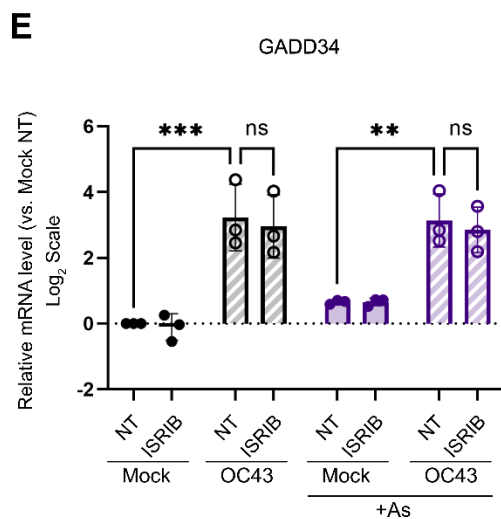 E
GADD34
Relative mRNA level (vs. Mock NT)
Log2 Scale
6
4
2
0
-2
***
ns
**
ns
NT
ISRIB
NT
ISRIB
NT
ISRIB
NT
ISRIB
Mock
OC43
Mock
OC43
+As